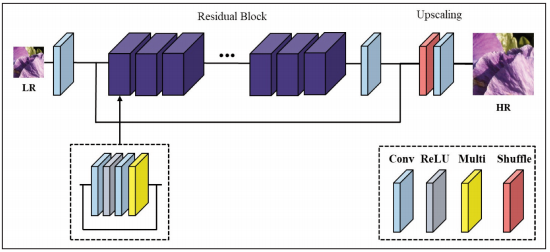 Residual Block
Upscaling
LR
HR
Conv ReLU Multi Shuffle